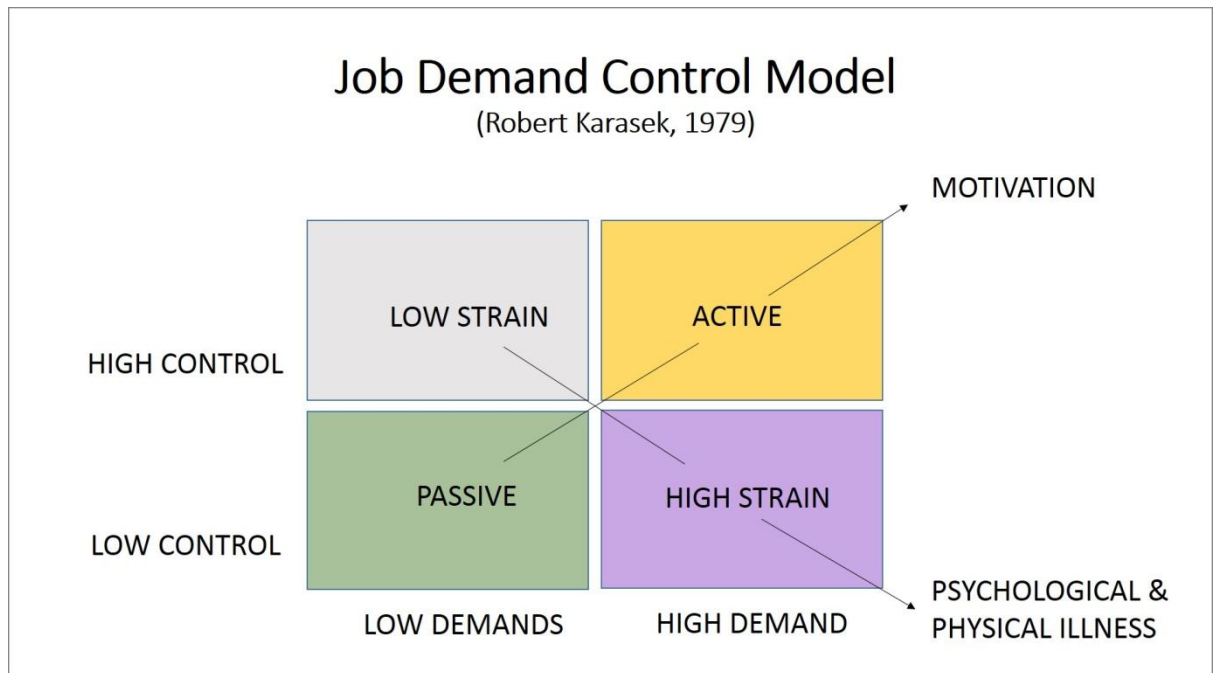 Job Demand Control Model
(Robert Karasek, 1979)
MOTIVATION
LOW STRAIN
ACTIVE
HIGH CONTROL
PASSIVE
HIGH STRAIN
LOW CONTROL
PSYCHOLOGICAL &
PHYSICAL ILLNESS
LOW DEMANDS
HIGH DEMAND